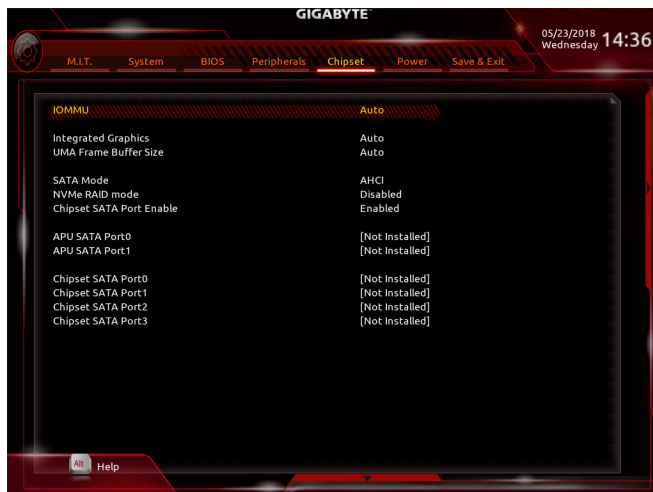 GIGABYTE™
05/23/2018 14:36
Wednesday
M.I.T. System BIOS Peripherals Chipset Power Save & Exit
IOMMU Auto
Integrated Graphics Auto
UMA Frame Buffer Size Auto
SATA Mode AHCI
NVMe RAID mode Disabled
Chipset SATA Port Enable Enabled
APU SATA Port0 [Not Installed]
APU SATA Port1 [Not Installed]
Chipset SATA Port0 [Not Installed]
Chipset SATA Port1 [Not Installed]
Chipset SATA Port2 [Not Installed]
Chipset SATA Port3 [Not Installed]
Alt Help